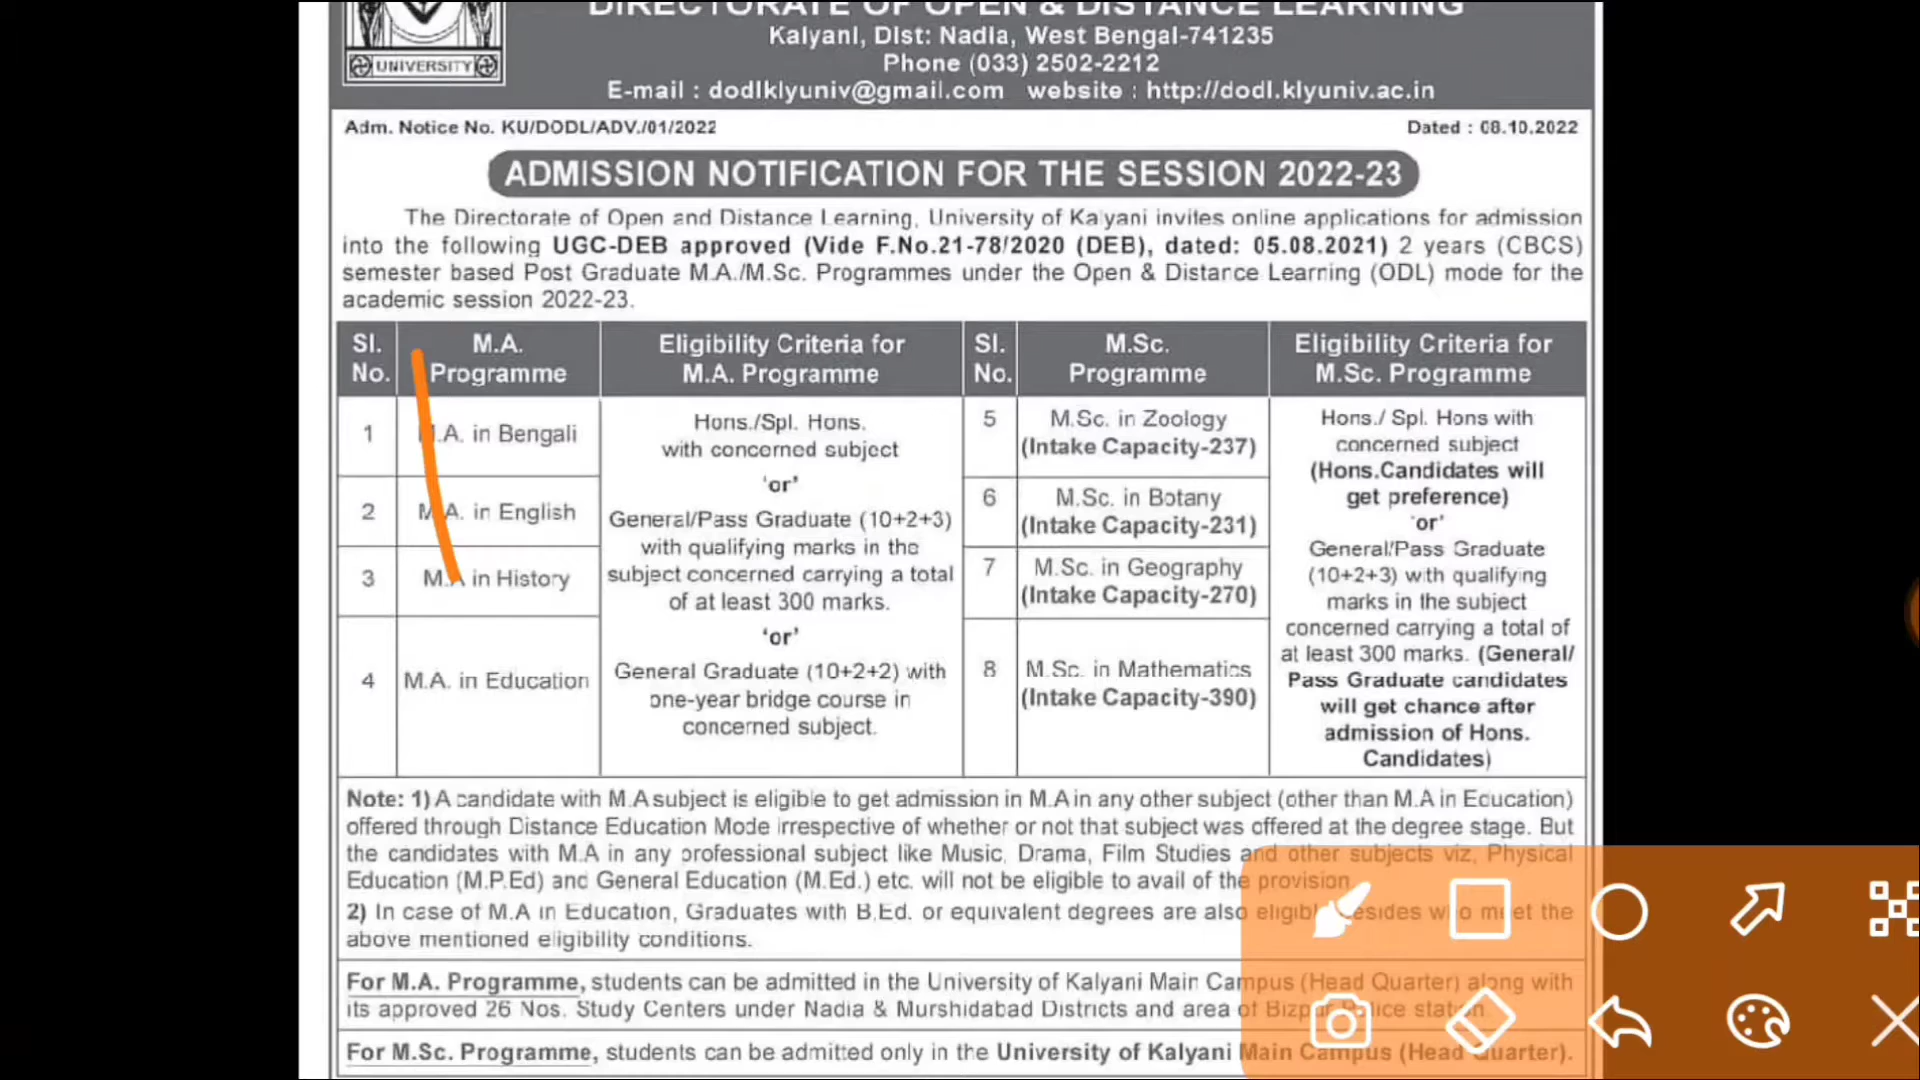 DIRECTORATE OF OPEN & DISTANCE LEARNING
Kalyani, Dist: Nadia, West Bengal-741235
Phone (033) 2502-2212
E-mail : dodlklyuniv@gmail.com website : http://dodl.klyuniv.ac.in
UNIVERSITY
Adm. Notice No. KU/DODL/ADV./01/2022 Dated : 08.10.2022
ADMISSION NOTIFICATION FOR THE SESSION 2022-23
The Directorate of Open and Distance Learning, University of Kalyani invites online applications for admission
into the following UGC-DEB approved (Vide F.No.21-78/2020 (DEB), dated: 05.08.2021) 2 years (CBCS)
semester based Post Graduate M.A./M.Sc. Programmes under the Open & Distance Learning (ODL) mode for the
academic session 2022-23.
Sl. No.
M.A. Programme
Eligibility Criteria for M.A. Programme
Sl. No.
M.Sc. Programme
Eligibility Criteria for M.Sc. Programme
1 M.A. in Bengali
2 M.A. in English
3 M.A in History
4 M.A. in Education
Hons./Spl. Hons.
with concerned subject
'or'
General/Pass Graduate (10+2+3)
with qualifying marks in the
subject concerned carrying a total
of at least 300 marks.
'or'
General Graduate (10+2+2) with
one-year bridge course in
concerned subject.
5 M.Sc. in Zoology
(Intake Capacity-237)
6 M.Sc. in Botany
(Intake Capacity-231)
7 M.Sc. in Geography
(Intake Capacity-270)
8 M.Sc. in Mathematics
(Intake Capacity-390)
Hons./ Spl. Hons with
concerned subject
(Hons.Candidates will
get preference)
'or'
General/Pass Graduate
(10+2+3) with qualifying
marks in the subject
concerned carrying a total of
at least 300 marks. (General/
Pass Graduate candidates
will get chance after
admission of Hons.
Candidates)
Note: 1) A candidate with M.A subject is eligible to get admission in M.A in any other subject (other than M.A in Education)
offered through Distance Education Mode irrespective of whether or not that subject was offered at the degree stage. But
the candidates with M.A in any professional subject like Music, Drama, Film Studies and other subjects viz, Physical
Education (M.P.Ed) and General Education (M.Ed.) etc. will not be eligible to avail of the provision
2) In case of M.A in Education, Graduates with B.Ed. or equivalent degrees are also eligible besides who meet the
above mentioned eligibility conditions.
For M.A. Programme, students can be admitted in the University of Kalyani Main Campus (Head Quarter) along with
its approved 26 Nos. Study Centers under Nadia & Murshidabad Districts and area of Bizpur Police station.
For M.Sc. Programme, students can be admitted only in the University of Kalyani Main Campus (Head Quarter).